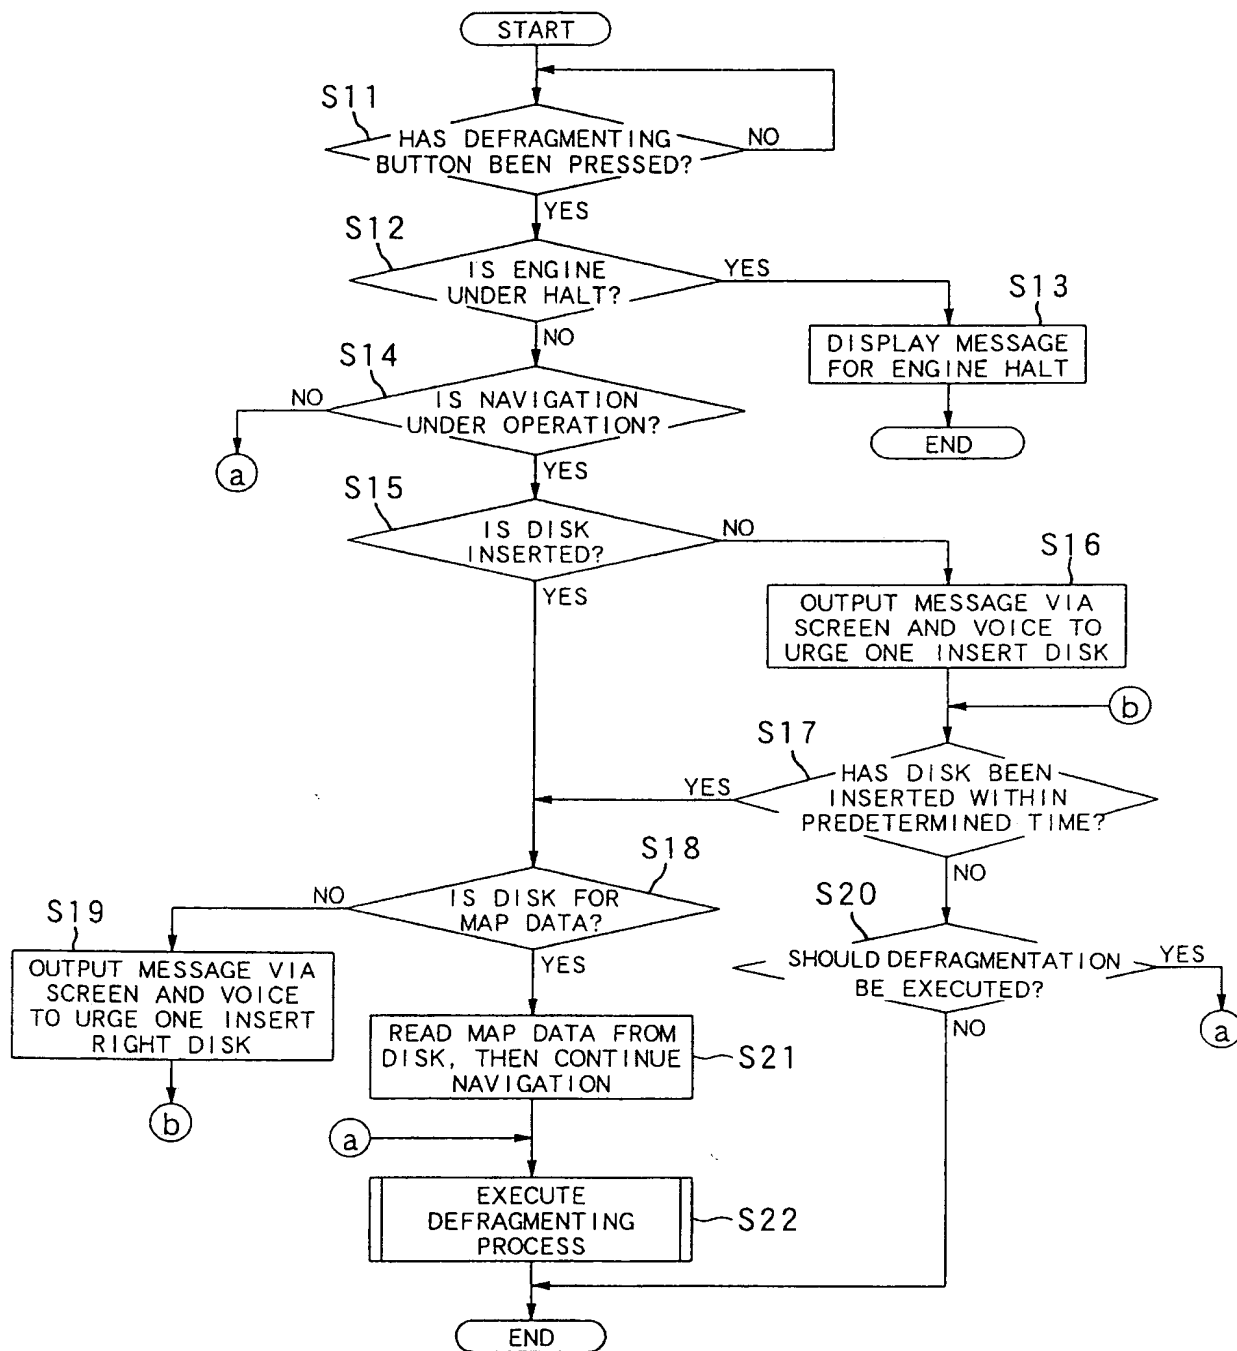 START
S11
HAS DEFRAGMENTING
BUTTON BEEN PRESSED?
NO
YES
S12
IS ENGINE
UNDER HALT?
YES
S13
DISPLAY MESSAGE
FOR ENGINE HALT
END
NO
S14
IS NAVIGATION
UNDER OPERATION?
NO
a
YES
S15
IS DISK
INSERTED?
NO
S16
OUTPUT MESSAGE VIA
SCREEN AND VOICE TO
URGE ONE INSERT DISK
b
YES
S17
HAS DISK BEEN
INSERTED WITHIN
PREDETERMINED TIME?
YES
NO
S18
IS DISK FOR
MAP DATA?
NO
S19
OUTPUT MESSAGE VIA
SCREEN AND VOICE
TO URGE ONE INSERT
RIGHT DISK
b
YES
S20
SHOULD DEFRAGMENTATION
BE EXECUTED?
YES
a
NO
READ MAP DATA FROM
DISK, THEN CONTINUE
NAVIGATION
S21
a
EXECUTE
DEFRAGMENTING
PROCESS
S22
END